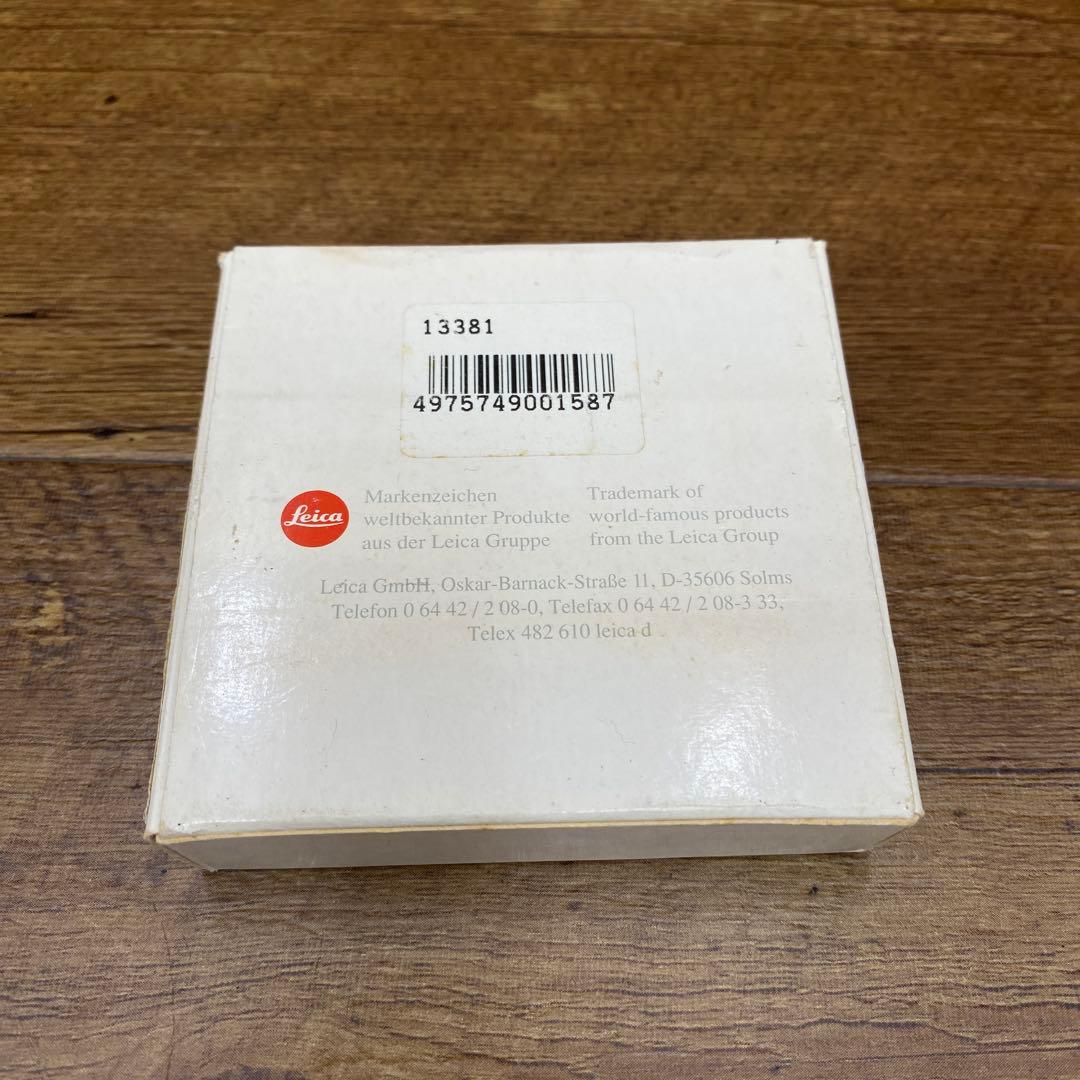 13381
4975749001587
Leica
Markenzeichen
weltbekannter Produkte
aus der Leica Gruppe
Trademark of
world-famous products
from the Leica Group
Leica GmbH, Oskar-Barnack-Straße 11, D-35606 Solms
Telefon 0 64 42 / 2 08-0, Telefax 0 64 42 / 2 08-3 33,
Telex 482 610 leica d